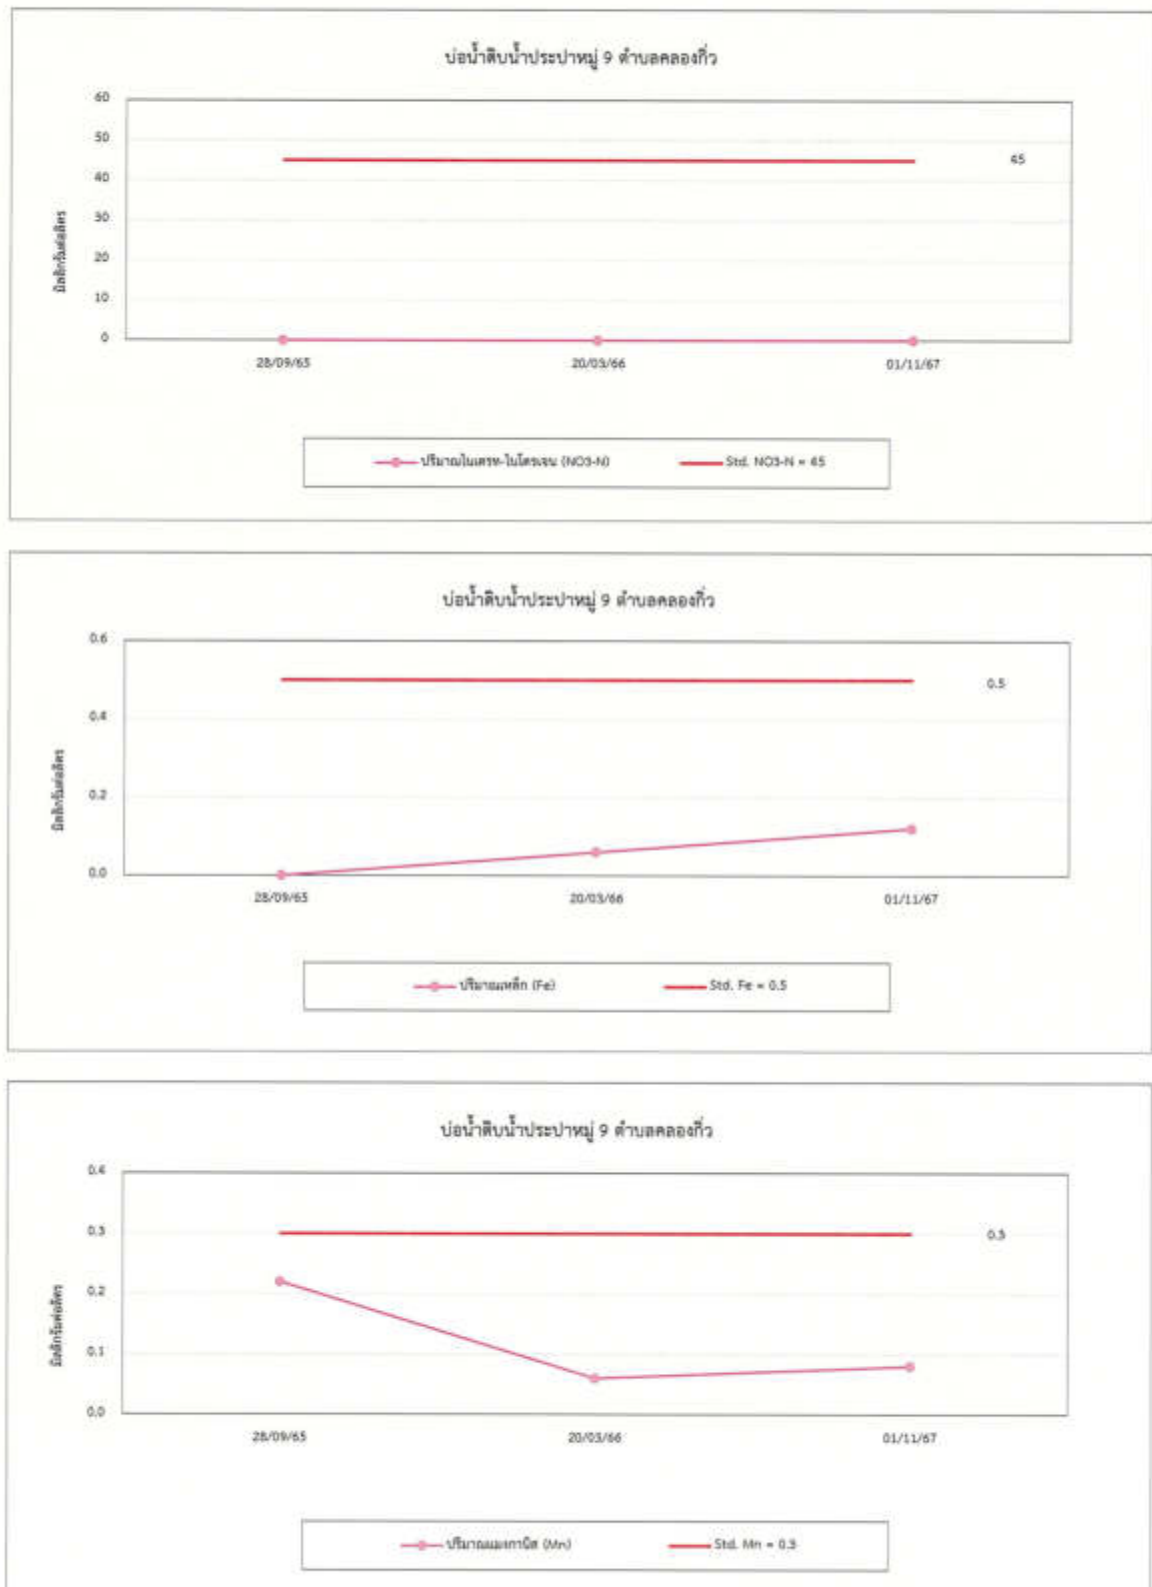 บ่อน้ำดิบน้ำประปาหมู่ 9 ตำบลคลองกิ่ว
60
50
45
40
30
20
10
0
มิลลิกรัมต่อลิตร
28/09/65 20/03/66 01/11/67
ปริมาณไนเตรท-ไนโตรเจน (NO3-N) Std. NO3-N = 45
บ่อน้ำดิบน้ำประปาหมู่ 9 ตำบลคลองกิ่ว
0.6
0.5
0.4
0.2
0.0
มิลลิกรัมต่อลิตร
28/09/65 20/03/66 01/11/67
ปริมาณเหล็ก (Fe) Std. Fe = 0.5
บ่อน้ำดิบน้ำประปาหมู่ 9 ตำบลคลองกิ่ว
0.4
0.3 0.3
0.2
0.1
0.0
มิลลิกรัมต่อลิตร
28/09/65 20/03/66 01/11/67
ปริมาณแมงกานีส (Mn) Std. Mn = 0.3